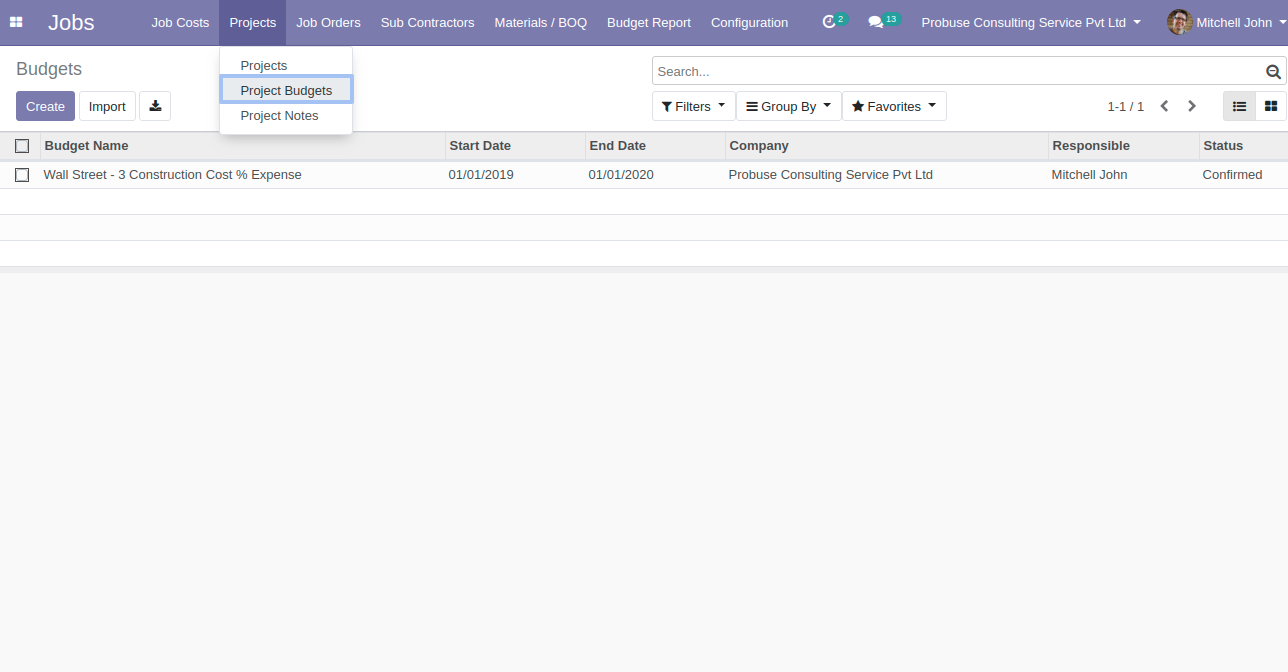 Jobs Job Costs Projects Job Orders Sub Contractors Materials / BOQ Budget Report Configuration 2 13 Probuse Consulting Service Pvt Ltd Mitchell John
Projects
Project Budgets
Project Notes
Budgets
Search...
Create Import
Filters Group By Favorites 1-1 / 1
Budget Name Start Date End Date Company Responsible Status
Wall Street - 3 Construction Cost % Expense 01/01/2019 01/01/2020 Probuse Consulting Service Pvt Ltd Mitchell John Confirmed